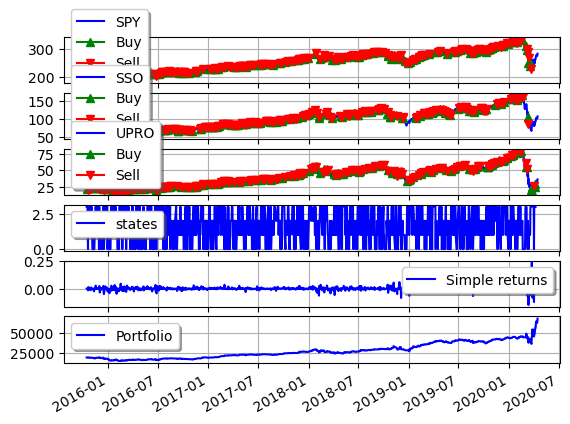 SPY
Buy
Sell
300
200
SSO
Buy
Sell
150
100
50
UPRO
Buy
Sell
75
50
25
states
2.5
0.0
Simple returns
0.25
0.00
Portfolio
50000
25000
2016-01 2016-07 2017-01 2017-07 2018-01 2018-07 2019-01 2019-07 2020-01 2020-07